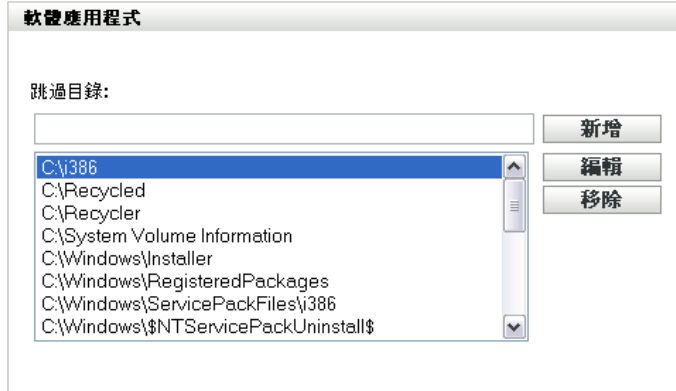 軟體應用程式
跳過目錄:
新增
C:\i386
C:\Recycled
C:\Recycler
C:\System Volume Information
C:\Windows\Installer
C:\Windows\RegisteredPackages
C:\Windows\ServicePackFiles\i386
C:\Windows\$NTServicePackUninstall$
編輯
移除